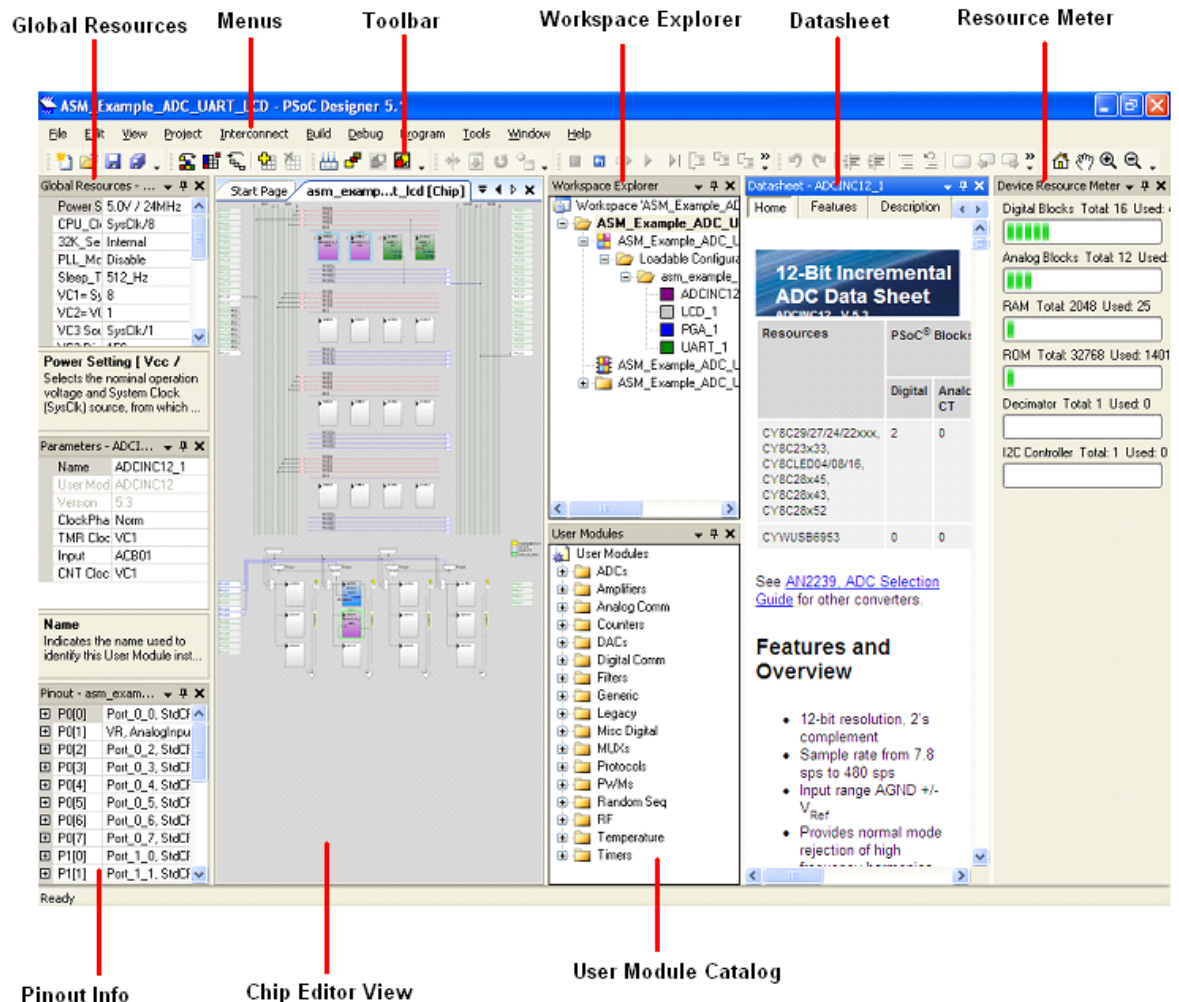 Global Resources
Menus
Toolbar
Workspace Explorer
Datasheet
Resource Meter
ASM_Example_ADC_UART_LCD - PSoC Designer 5.1
File Edit View Project Interconnect Build Debug Program Tools Window Help
Global Resources - ...
Power S 5.0V / 24MHz
CPU_Cl SysClk/8
32K_Se Internal
PLL_Mc Disable
Sleep_T 512_Hz
VC1= Sy 8
VC2= V( 1
VC3 Sou SysClk/1
Power Setting [ Vcc /
Selects the nominal operation
voltage and System Clock
(SysClk) source, from which ...
Parameters - ADCI...
Name ADCINC12_1
User Mod ADCINC12
Version 5.3
ClockPha Norm
TMR Cloc VC1
Input ACB01
CNT Cloc VC1
Name
Indicates the name used to
identify this User Module inst...
Pinout - asm_exam...
P0[0] Port_0_0, StdCF
P0[1] VR, AnalogInpu
P0[2] Port_0_2, StdCF
P0[3] Port_0_3, StdCF
P0[4] Port_0_4, StdCF
P0[5] Port_0_5, StdCF
P0[6] Port_0_6, StdCF
P0[7] Port_0_7, StdCF
P1[0] Port_1_0, StdCF
P1[1] Port_1_1, StdCF
Ready
Start Page
asm_examp...t_lcd [Chip]
Workspace Explorer
Workspace 'ASM_Example_AD
ASM_Example_ADC_U
ASM_Example_ADC_U
Loadable Configura
asm_example_
ADCINC12
LCD_1
PGA_1
UART_1
ASM_Example_ADC_U
ASM_Example_ADC_U
User Modules
User Modules
ADCs
Amplifiers
Analog Comm
Counters
DACs
Digital Comm
Filters
Generic
Legacy
Misc Digital
MUXs
Protocols
PWMs
Random Seq
RF
Temperature
Timers
Datasheet - ADCINC12_1
Home Features Description
12-Bit Incremental
ADC Data Sheet
ADCINC12 V 5.3
Resources PSoC® Blocks
Digital Analo
CT
CY8C29/27/24/22xxx, 2 0
CY8C23x33,
CY8CLED04/08/16,
CY8C28x45,
CY8C28x43,
CY8C28x52
CYWUSB6953 0 0
See AN2239, ADC Selection
Guide for other converters.
Features and
Overview
• 12-bit resolution, 2's
complement
• Sample rate from 7.8
sps to 480 sps
• Input range AGND +/-
VRef
• Provides normal mode
rejection of high
frequency harmonics
Device Resource Meter
Digital Blocks Total: 16 Used: 4
Analog Blocks Total: 12 Used:
RAM Total: 2048 Used: 25
ROM Total: 32768 Used: 1401
Decimator Total: 1 Used: 0
I2C Controller Total: 1 Used: 0
Pinout Info
Chip Editor View
User Module Catalog